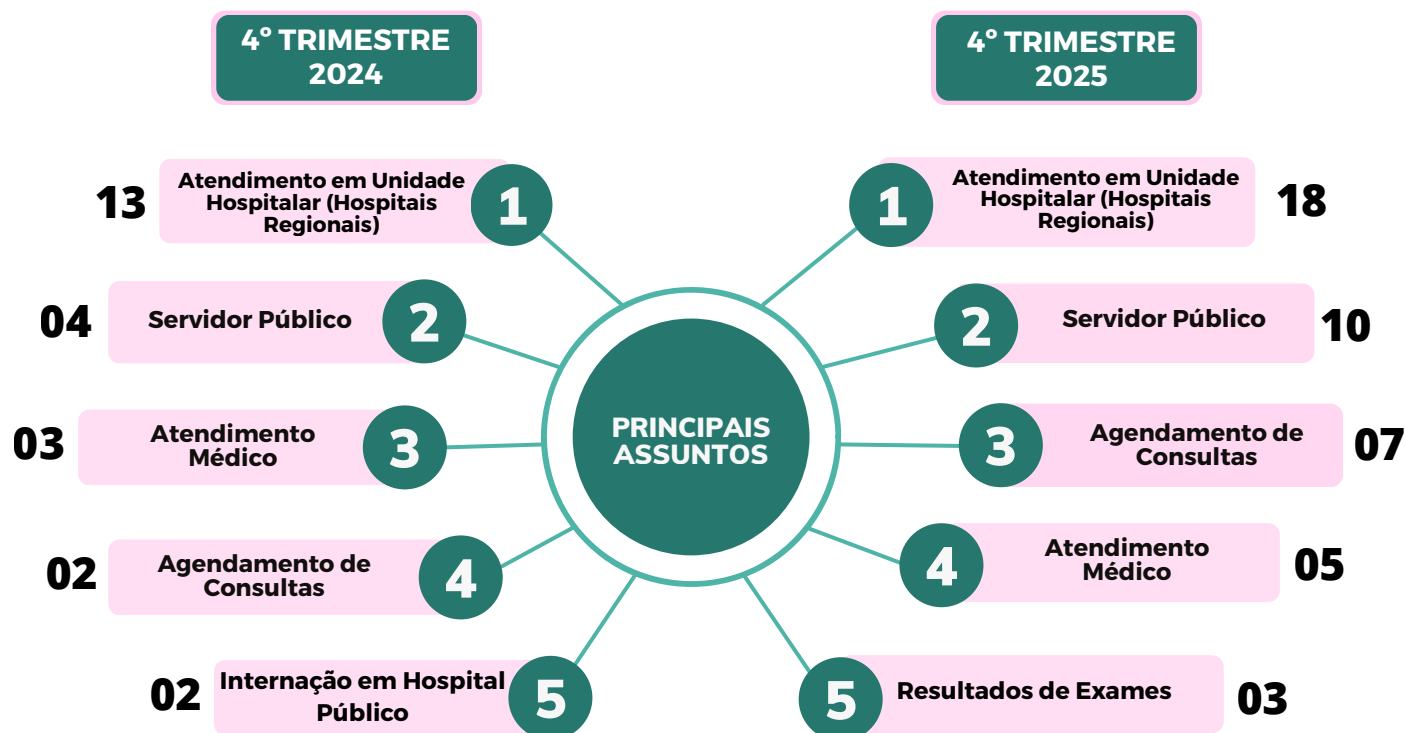 4º TRIMESTRE
2024
13
Atendimento em Unidade
Hospitalar (Hospitais
Regionais)
1
04
Servidor Público
2
03
Atendimento
Médico
3
02
Agendamento de
Consultas
4
02
Internação em Hospital
Público
5
PRINCIPAIS
ASSUNTOS
4º TRIMESTRE
2025
1
Atendimento em Unidade
Hospitalar (Hospitais
Regionais)
18
2
Servidor Público
10
3
Agendamento de
Consultas
07
4
Atendimento
Médico
05
5
Resultados de Exames
03